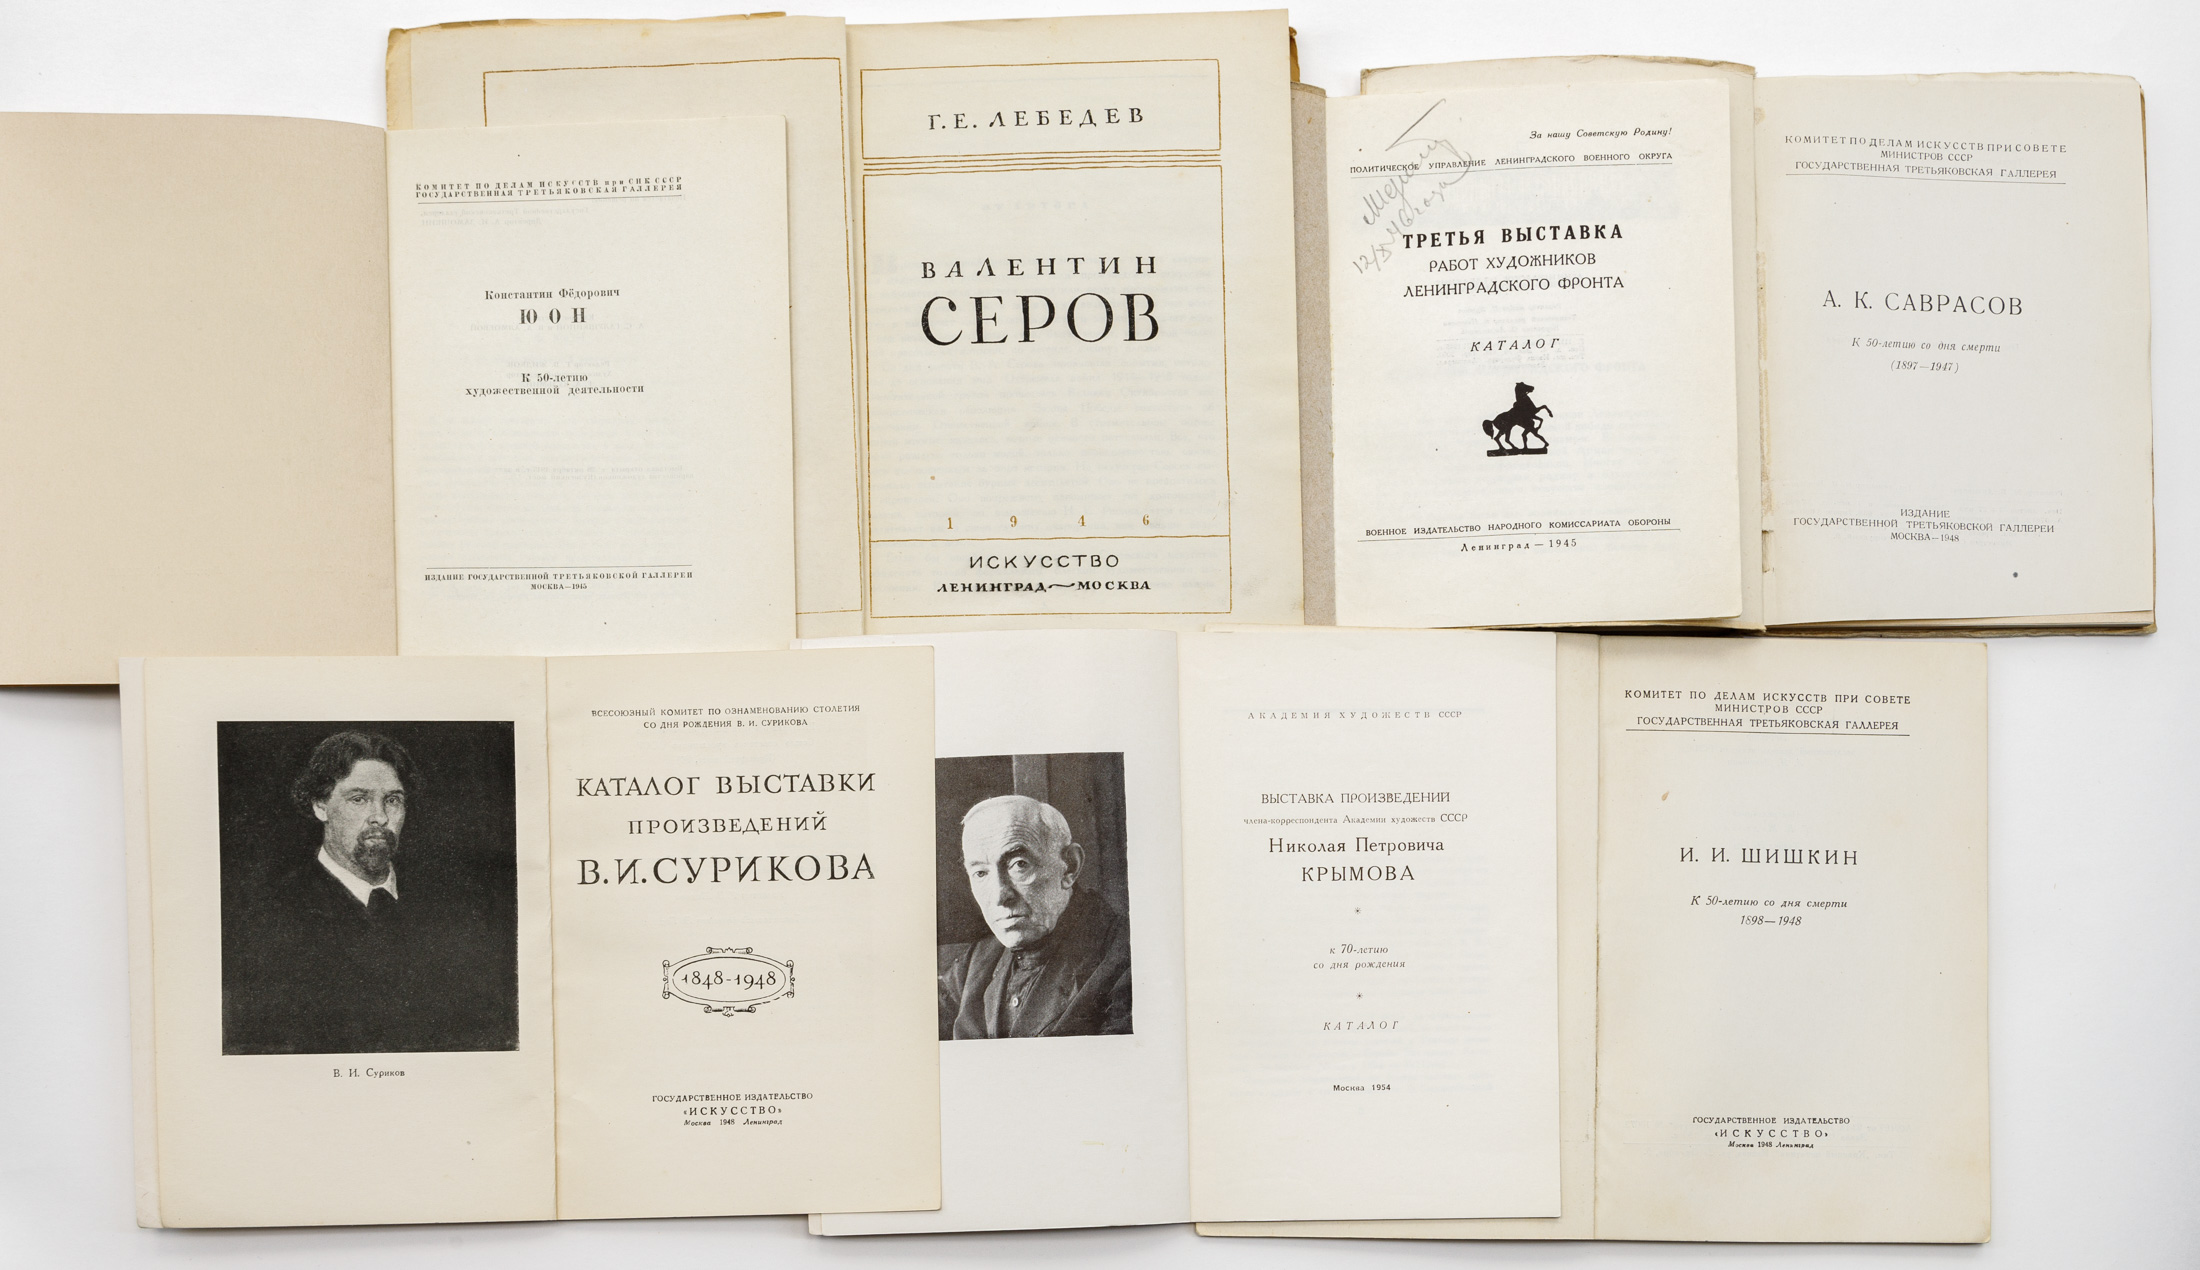 КОМИТЕТ ПО ДЕЛАМ ИСКУССТВ при СНК СССР
ГОСУДАРСТВЕННАЯ ТРЕТЬЯКОВСКАЯ ГАЛЛЕРЕЯ
Константин Фёдорович
ЮОН
К 50-летию
художественной деятельности
ИЗДАНИЕ ГОСУДАРСТВЕННОЙ ТРЕТЬЯКОВСКОЙ ГАЛЛЕРЕИ
МОСКВА—1945
Г. Е. ЛЕБЕДЕВ
ВАЛЕНТИН
СЕРОВ
1946
ИСКУССТВО
ЛЕНИНГРАД~МОСКВА
За нашу Советскую Родину!
ПОЛИТИЧЕСКОЕ УПРАВЛЕНИЕ ЛЕНИНГРАДСКОГО ВОЕННОГО ОКРУГА
ТРЕТЬЯ ВЫСТАВКА
РАБОТ ХУДОЖНИКОВ
ЛЕНИНГРАДСКОГО ФРОНТА
КАТАЛОГ
ВОЕННОЕ ИЗДАТЕЛЬСТВО НАРОДНОГО КОМИССАРИАТА ОБОРОНЫ
Ленинград — 1945
КОМИТЕТ ПО ДЕЛАМ ИСКУССТВ ПРИ СОВЕТЕ
МИНИСТРОВ СССР
ГОСУДАРСТВЕННАЯ ТРЕТЬЯКОВСКАЯ ГАЛЛЕРЕЯ
А. К. САВРАСОВ
К 50-летию со дня смерти
(1897—1947)
ИЗДАНИЕ
ГОСУДАРСТВЕННОЙ ТРЕТЬЯКОВСКОЙ ГАЛЛЕРЕИ
МОСКВА—1948
В. И. Суриков
ВСЕСОЮЗНЫЙ КОМИТЕТ ПО ОЗНАМЕНОВАНИЮ СТОЛЕТИЯ
СО ДНЯ РОЖДЕНИЯ В. И. СУРИКОВА
КАТАЛОГ ВЫСТАВКИ
ПРОИЗВЕДЕНИЙ
В. И. СУРИКОВА
1848-1948
ГОСУДАРСТВЕННОЕ ИЗДАТЕЛЬСТВО
«ИСКУССТВО»
Москва 1948 Ленинград
АКАДЕМИЯ ХУДОЖЕСТВ СССР
ВЫСТАВКА ПРОИЗВЕДЕНИЙ
члена-корреспондента Академии художеств СССР
Николая Петровича
КРЫМОВА
*
к 70-летию
со дня рождения
*
КАТАЛОГ
Москва 1954
КОМИТЕТ ПО ДЕЛАМ ИСКУССТВ ПРИ СОВЕТЕ
МИНИСТРОВ СССР
ГОСУДАРСТВЕННАЯ ТРЕТЬЯКОВСКАЯ ГАЛЛЕРЕЯ
И. И. ШИШКИН
К 50-летию со дня смерти
1898—1948
ГОСУДАРСТВЕННОЕ ИЗДАТЕЛЬСТВО
«ИСКУССТВО»
Москва 1948 Ленинград